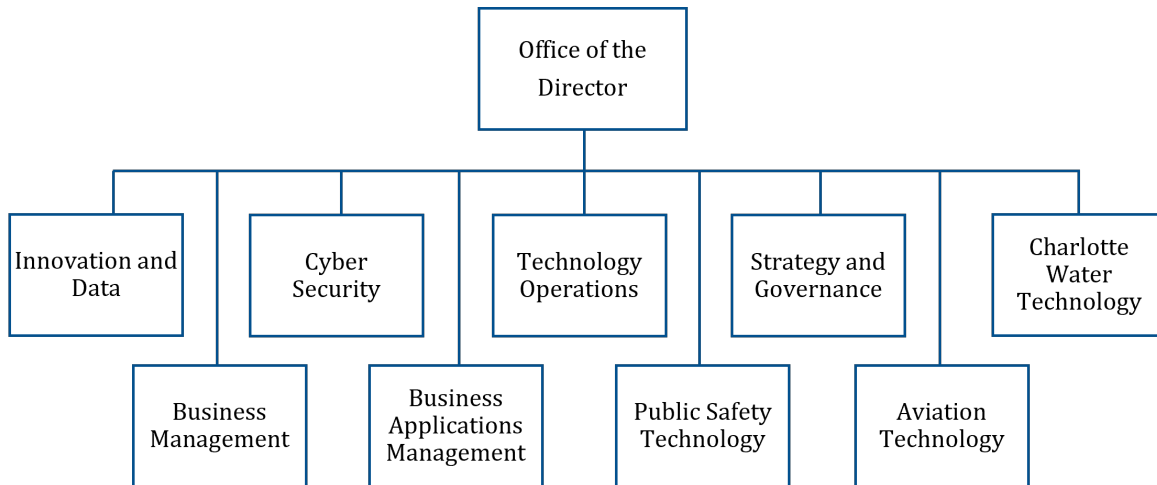 Office of the
Director
Innovation and
Data
Cyber
Security
Technology
Operations
Strategy and
Governance
Charlotte
Water
Technology
Business
Management
Business
Applications
Management
Public Safety
Technology
Aviation
Technology